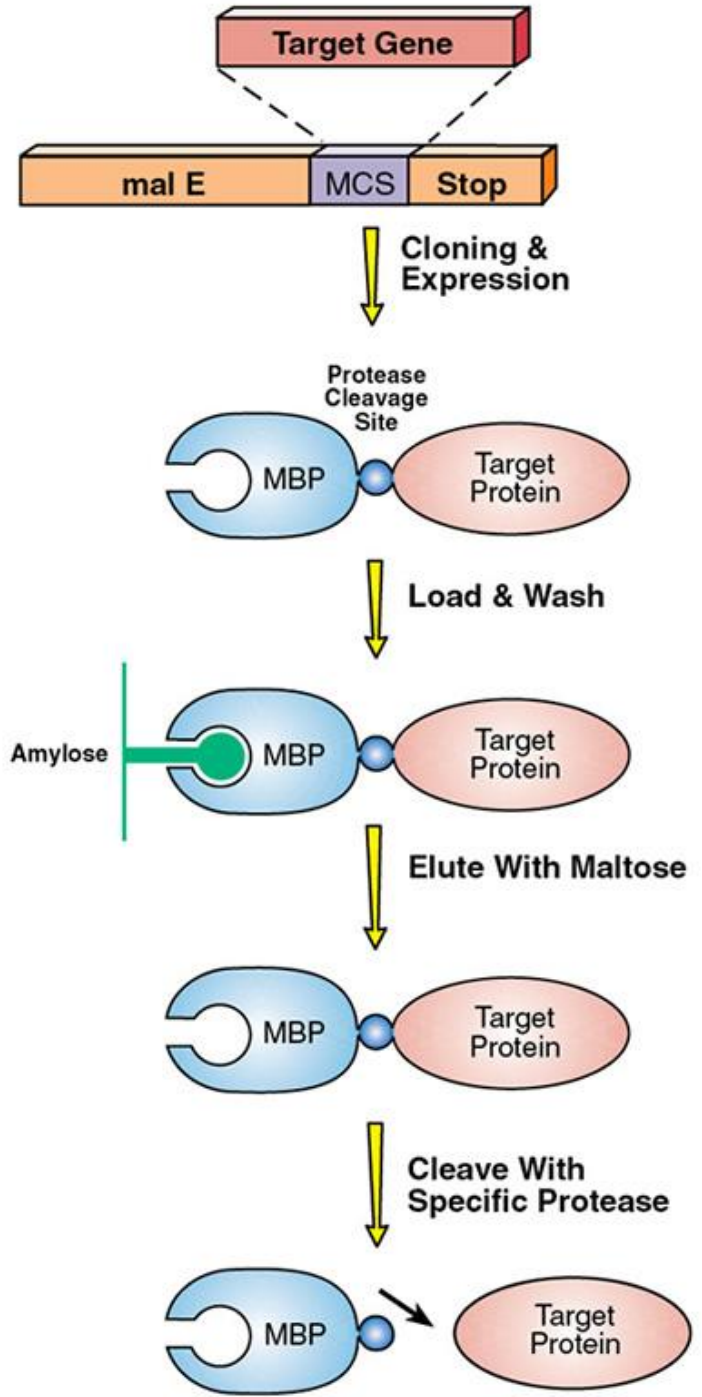 Target Gene
mal E
MCS
Stop
Cloning &
Expression
Protease
Cleavage
Site
MBP
Target
Protein
Load & Wash
Amylose
MBP
Target
Protein
Elute With Maltose
MBP
Target
Protein
Cleave With
Specific Protease
MBP
Target
Protein